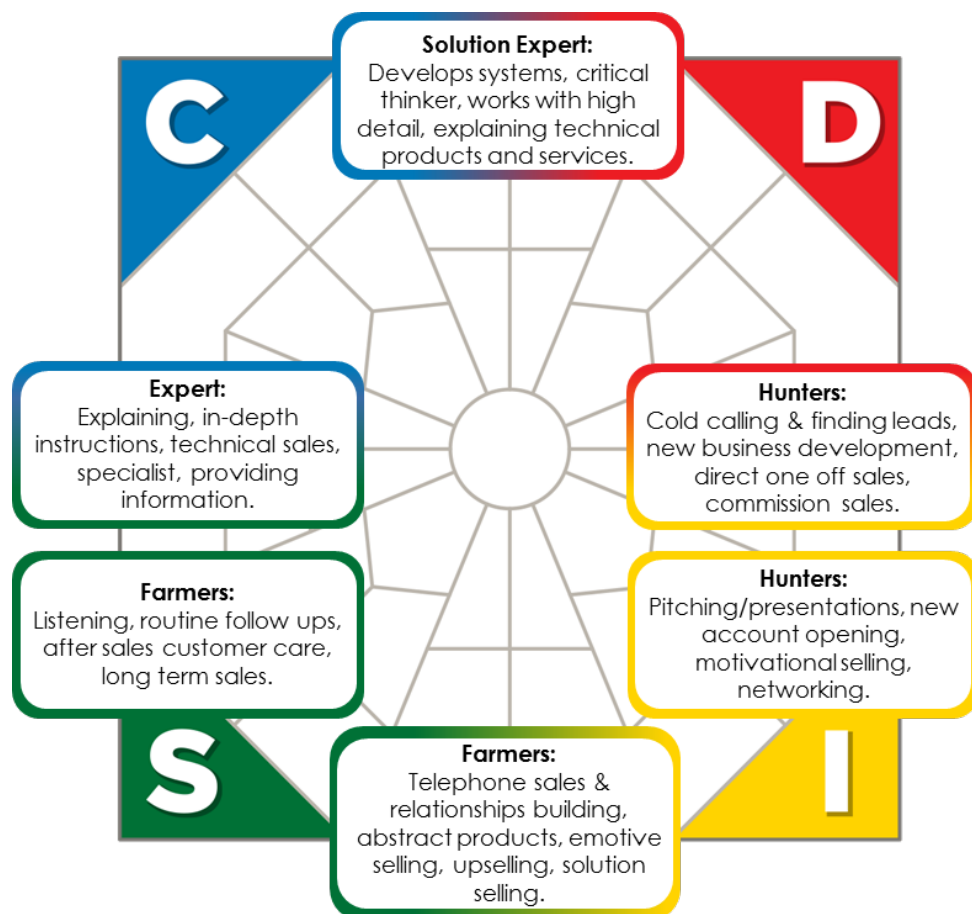 C
Solution Expert:
Develops systems, critical
thinker, works with high
detail, explaining technical
products and services.
D
Expert:
Explaining, in-depth
instructions, technical sales,
specialist, providing
information.
Hunters:
Cold calling & finding leads,
new business development,
direct one off sales,
commission sales.
Farmers:
Listening, routine follow ups,
after sales customer care,
long term sales.
Hunters:
Pitching/presentations, new
account opening,
motivational selling,
networking.
S
Farmers:
Telephone sales &
relationships building,
abstract products, emotive
selling, upselling, solution
selling.
I